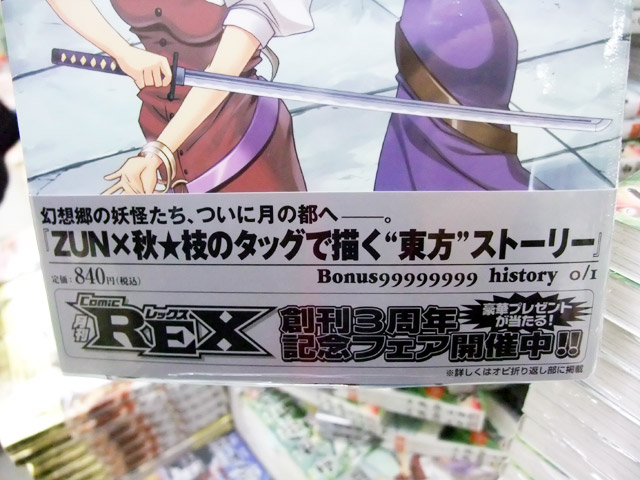 幻想郷の妖怪たち、ついに月の都へ――。
『ZUN×秋★枝のタッグで描く“東方”ストーリー』
定価：840円(税込)
Bonus99999999 history 0/1
月刊 Comic REX レックス
創刊3周年
記念フェア開催中!!
豪華プレゼント
が当たる!
※詳しくはオビ折り返し部に掲載